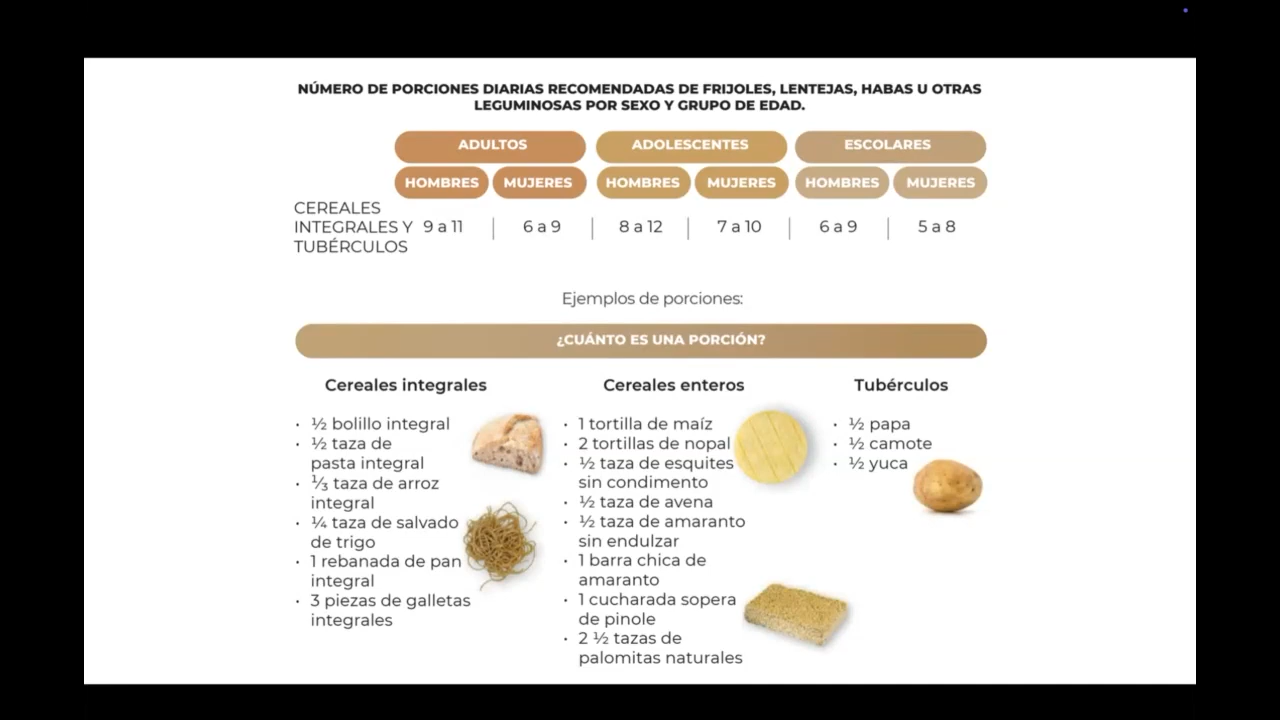 NÚMERO DE PORCIONES DIARIAS RECOMENDADAS DE FRIJOLES, LENTEJAS, HABAS U OTRAS
LEGUMINOSAS POR SEXO Y GRUPO DE EDAD.
ADULTOS ADOLESCENTES ESCOLARES
HOMBRES MUJERES HOMBRES MUJERES HOMBRES MUJERES
CEREALES
INTEGRALES Y 9 a 11 | 6 a 9 | 8 a 12 | 7 a 10 | 6 a 9 | 5 a 8
TUBÉRCULOS
Ejemplos de porciones:
¿CUÁNTO ES UNA PORCIÓN?
Cereales integrales
• ½ bolillo integral
• ½ taza de
pasta integral
• ⅓ taza de arroz
integral
• ¼ taza de salvado
de trigo
• 1 rebanada de pan
integral
• 3 piezas de galletas
integrales
Cereales enteros
• 1 tortilla de maíz
• 2 tortillas de nopal
• ½ taza de esquites
sin condimento
• ½ taza de avena
• ½ taza de amaranto
sin endulzar
• 1 barra chica de
amaranto
• 1 cucharada sopera
de pinole
• 2 ½ tazas de
palomitas naturales
Tubérculos
• ½ papa
• ½ camote
• ½ yuca